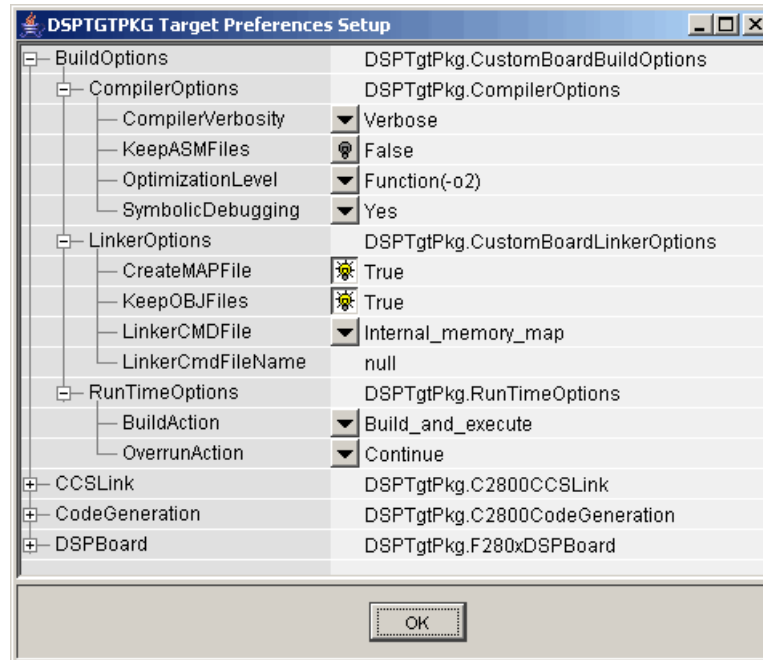 DSPTGTPKG Target Preferences Setup
BuildOptions DSPTgtPkg.CustomBoardBuildOptions
CompilerOptions DSPTgtPkg.CompilerOptions
CompilerVerbosity Verbose
KeepASMFiles False
OptimizationLevel Function(-o2)
SymbolicDebugging Yes
LinkerOptions DSPTgtPkg.CustomBoardLinkerOptions
CreateMAPFile True
KeepOBJFiles True
LinkerCMDFile Internal_memory_map
LinkerCmdFileName null
RunTimeOptions DSPTgtPkg.RunTimeOptions
BuildAction Build_and_execute
OverrunAction Continue
CCSLink DSPTgtPkg.C2800CCSLink
CodeGeneration DSPTgtPkg.C2800CodeGeneration
DSPBoard DSPTgtPkg.F280xDSPBoard
OK